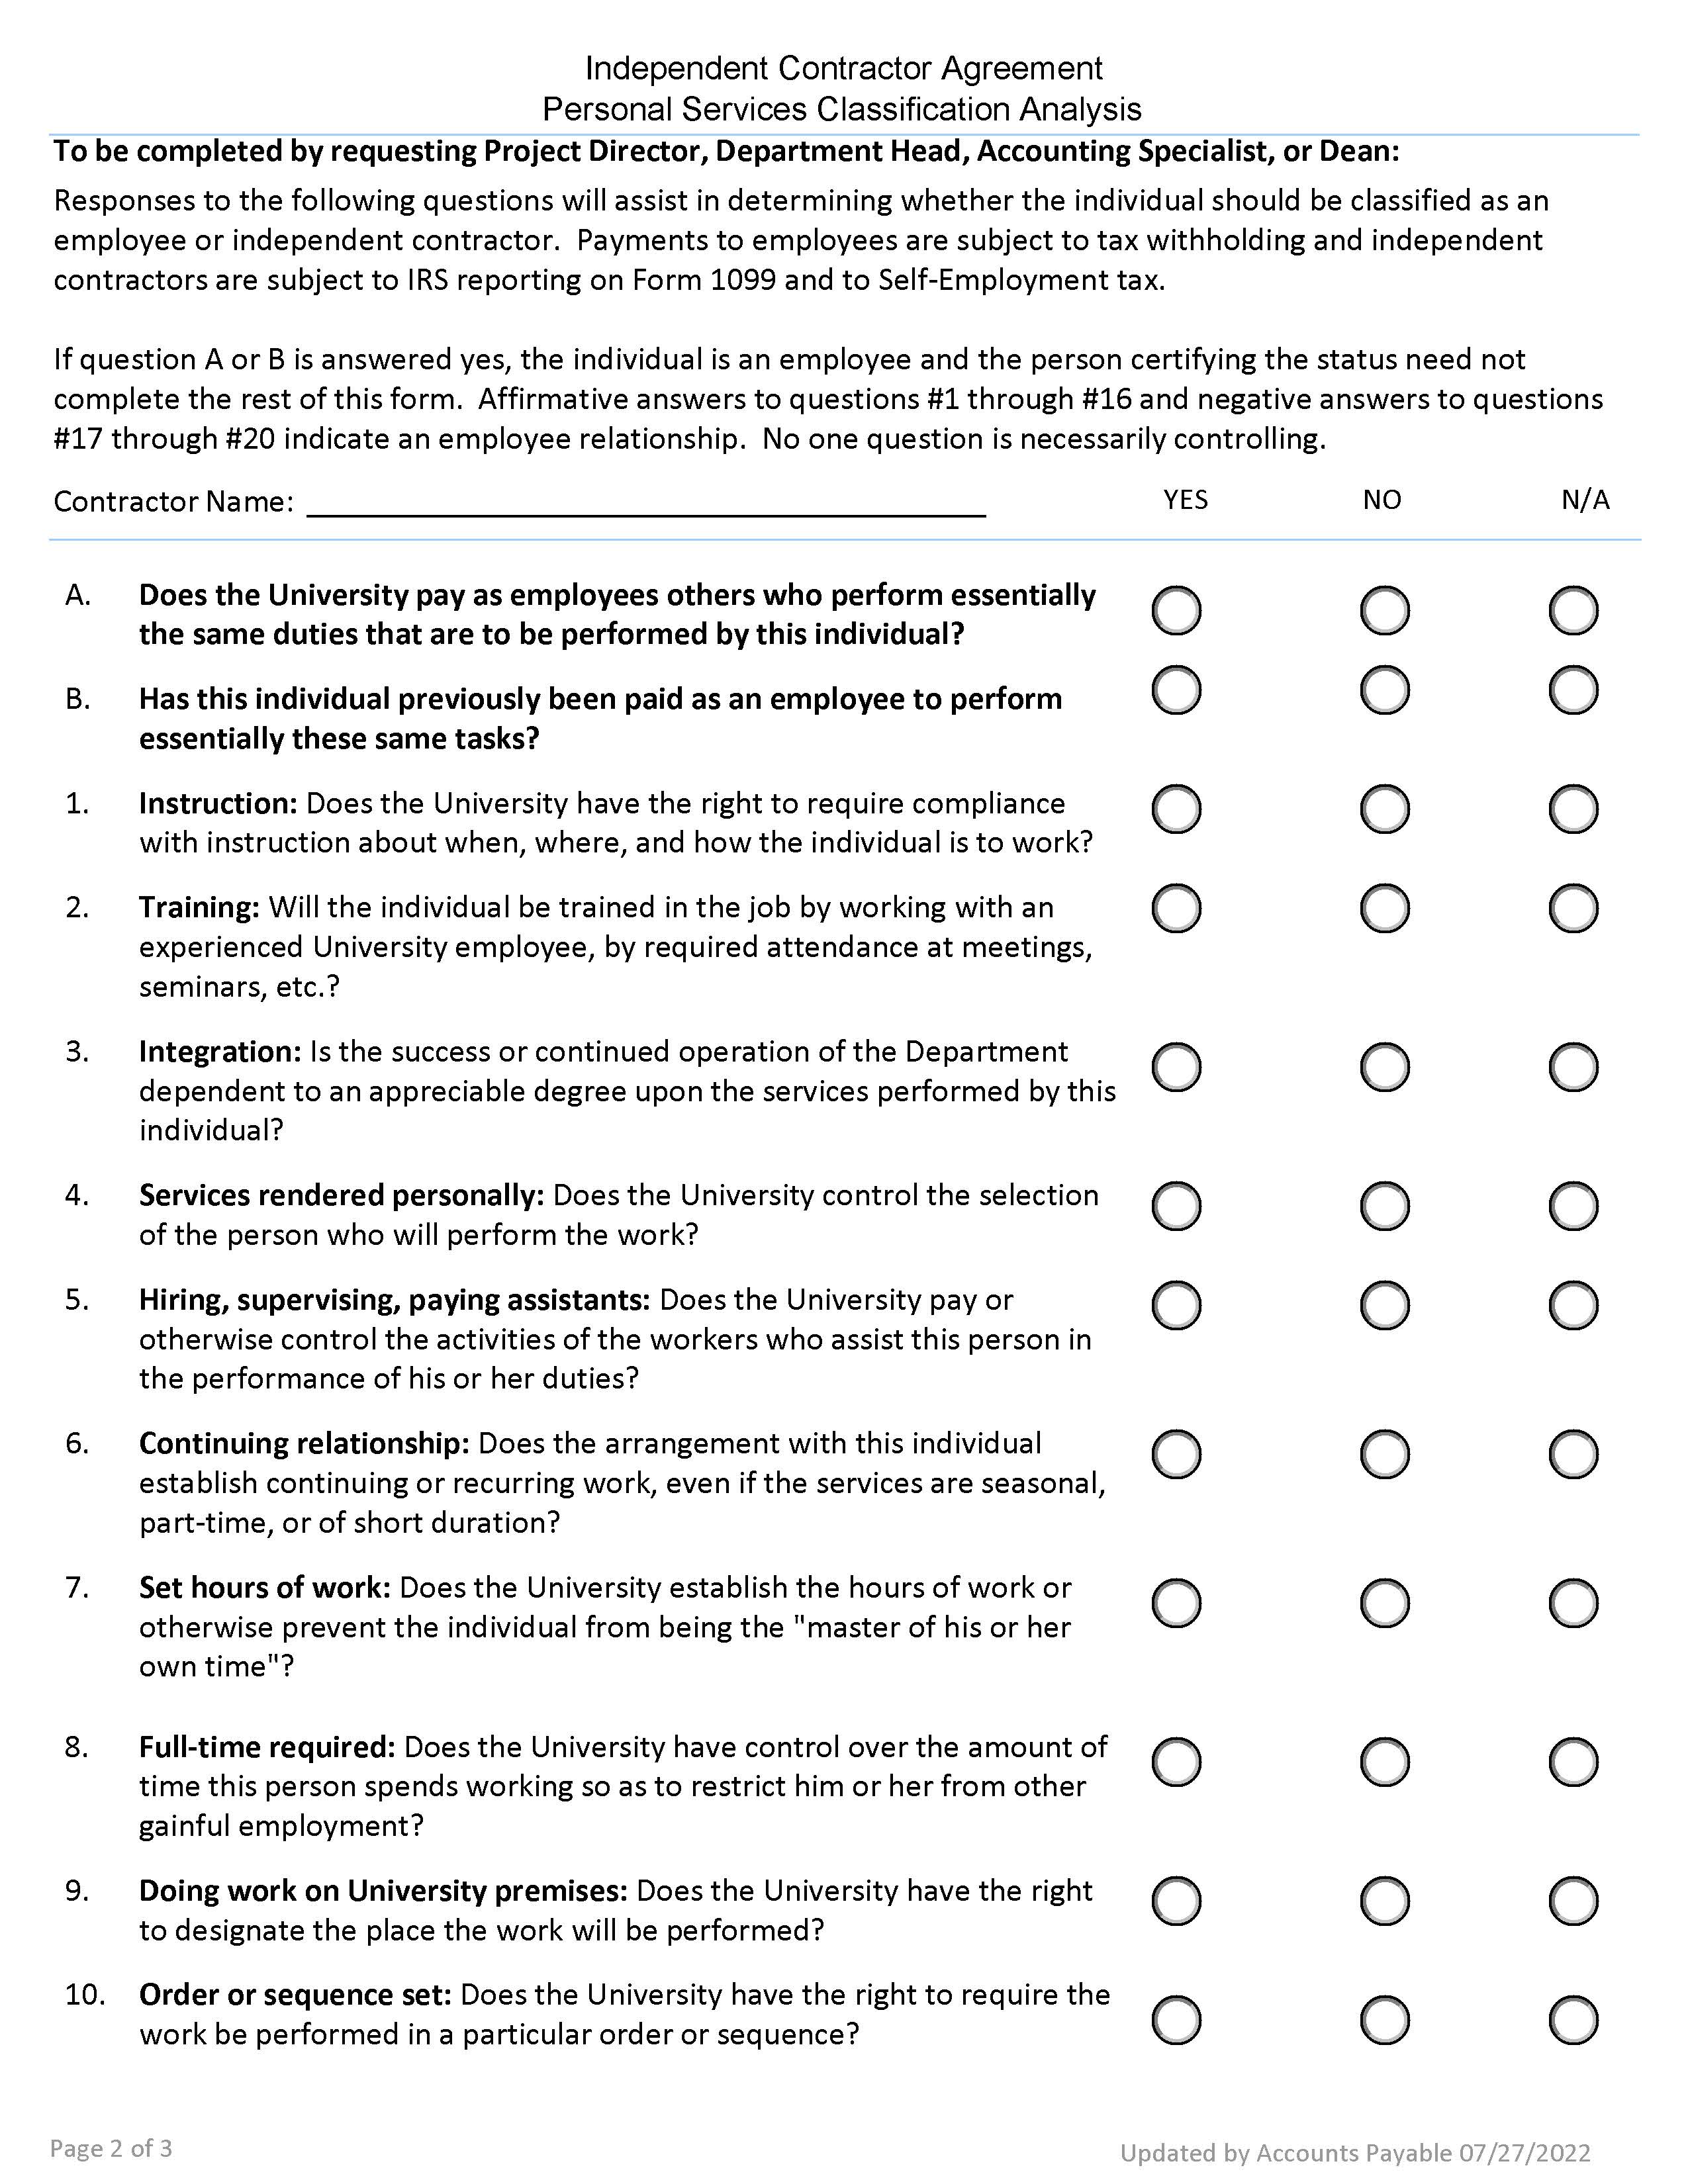 Independent Contractor Agreement
Personal Services Classification Analysis
To be completed by requesting Project Director, Department Head, Accounting Specialist, or Dean:
Responses to the following questions will assist in determining whether the individual should be classified as an
employee or independent contractor.  Payments to employees are subject to tax withholding and independent
contractors are subject to IRS reporting on Form 1099 and to Self-Employment tax.
If question A or B is answered yes, the individual is an employee and the person certifying the status need not
complete the rest of this form.  Affirmative answers to questions #1 through #16 and negative answers to questions
#17 through #20 indicate an employee relationship.  No one question is necessarily controlling.
Contractor Name: YES NO N/A
A. Does the University pay as employees others who perform essentially
the same duties that are to be performed by this individual?
B. Has this individual previously been paid as an employee to perform
essentially these same tasks?
1. Instruction: Does the University have the right to require compliance
with instruction about when, where, and how the individual is to work?
2. Training: Will the individual be trained in the job by working with an
experienced University employee, by required attendance at meetings,
seminars, etc.?
3. Integration: Is the success or continued operation of the Department
dependent to an appreciable degree upon the services performed by this
individual?
4. Services rendered personally: Does the University control the selection
of the person who will perform the work?
5. Hiring, supervising, paying assistants: Does the University pay or
otherwise control the activities of the workers who assist this person in
the performance of his or her duties?
6. Continuing relationship: Does the arrangement with this individual
establish continuing or recurring work, even if the services are seasonal,
part-time, or of short duration?
7. Set hours of work: Does the University establish the hours of work or
otherwise prevent the individual from being the "master of his or her
own time"?
8. Full-time required: Does the University have control over the amount of
time this person spends working so as to restrict him or her from other
gainful employment?
9. Doing work on University premises: Does the University have the right
to designate the place the work will be performed?
10. Order or sequence set: Does the University have the right to require the
work be performed in a particular order or sequence?
Page 2 of 3
Updated by Accounts Payable 07/27/2022